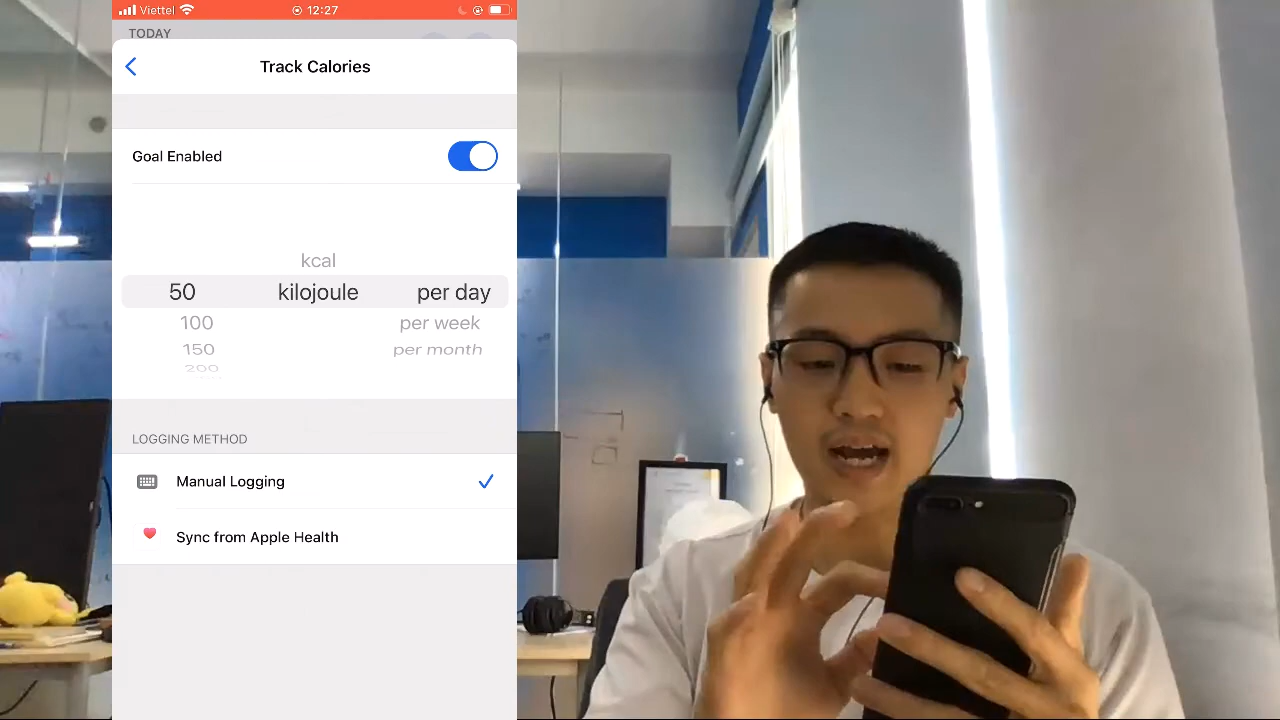 Viettel 12:27
TODAY
Track Calories
Goal Enabled
kcal
50 kilojoule per day
100 per week
150 per month
200
LOGGING METHOD
Manual Logging
Sync from Apple Health